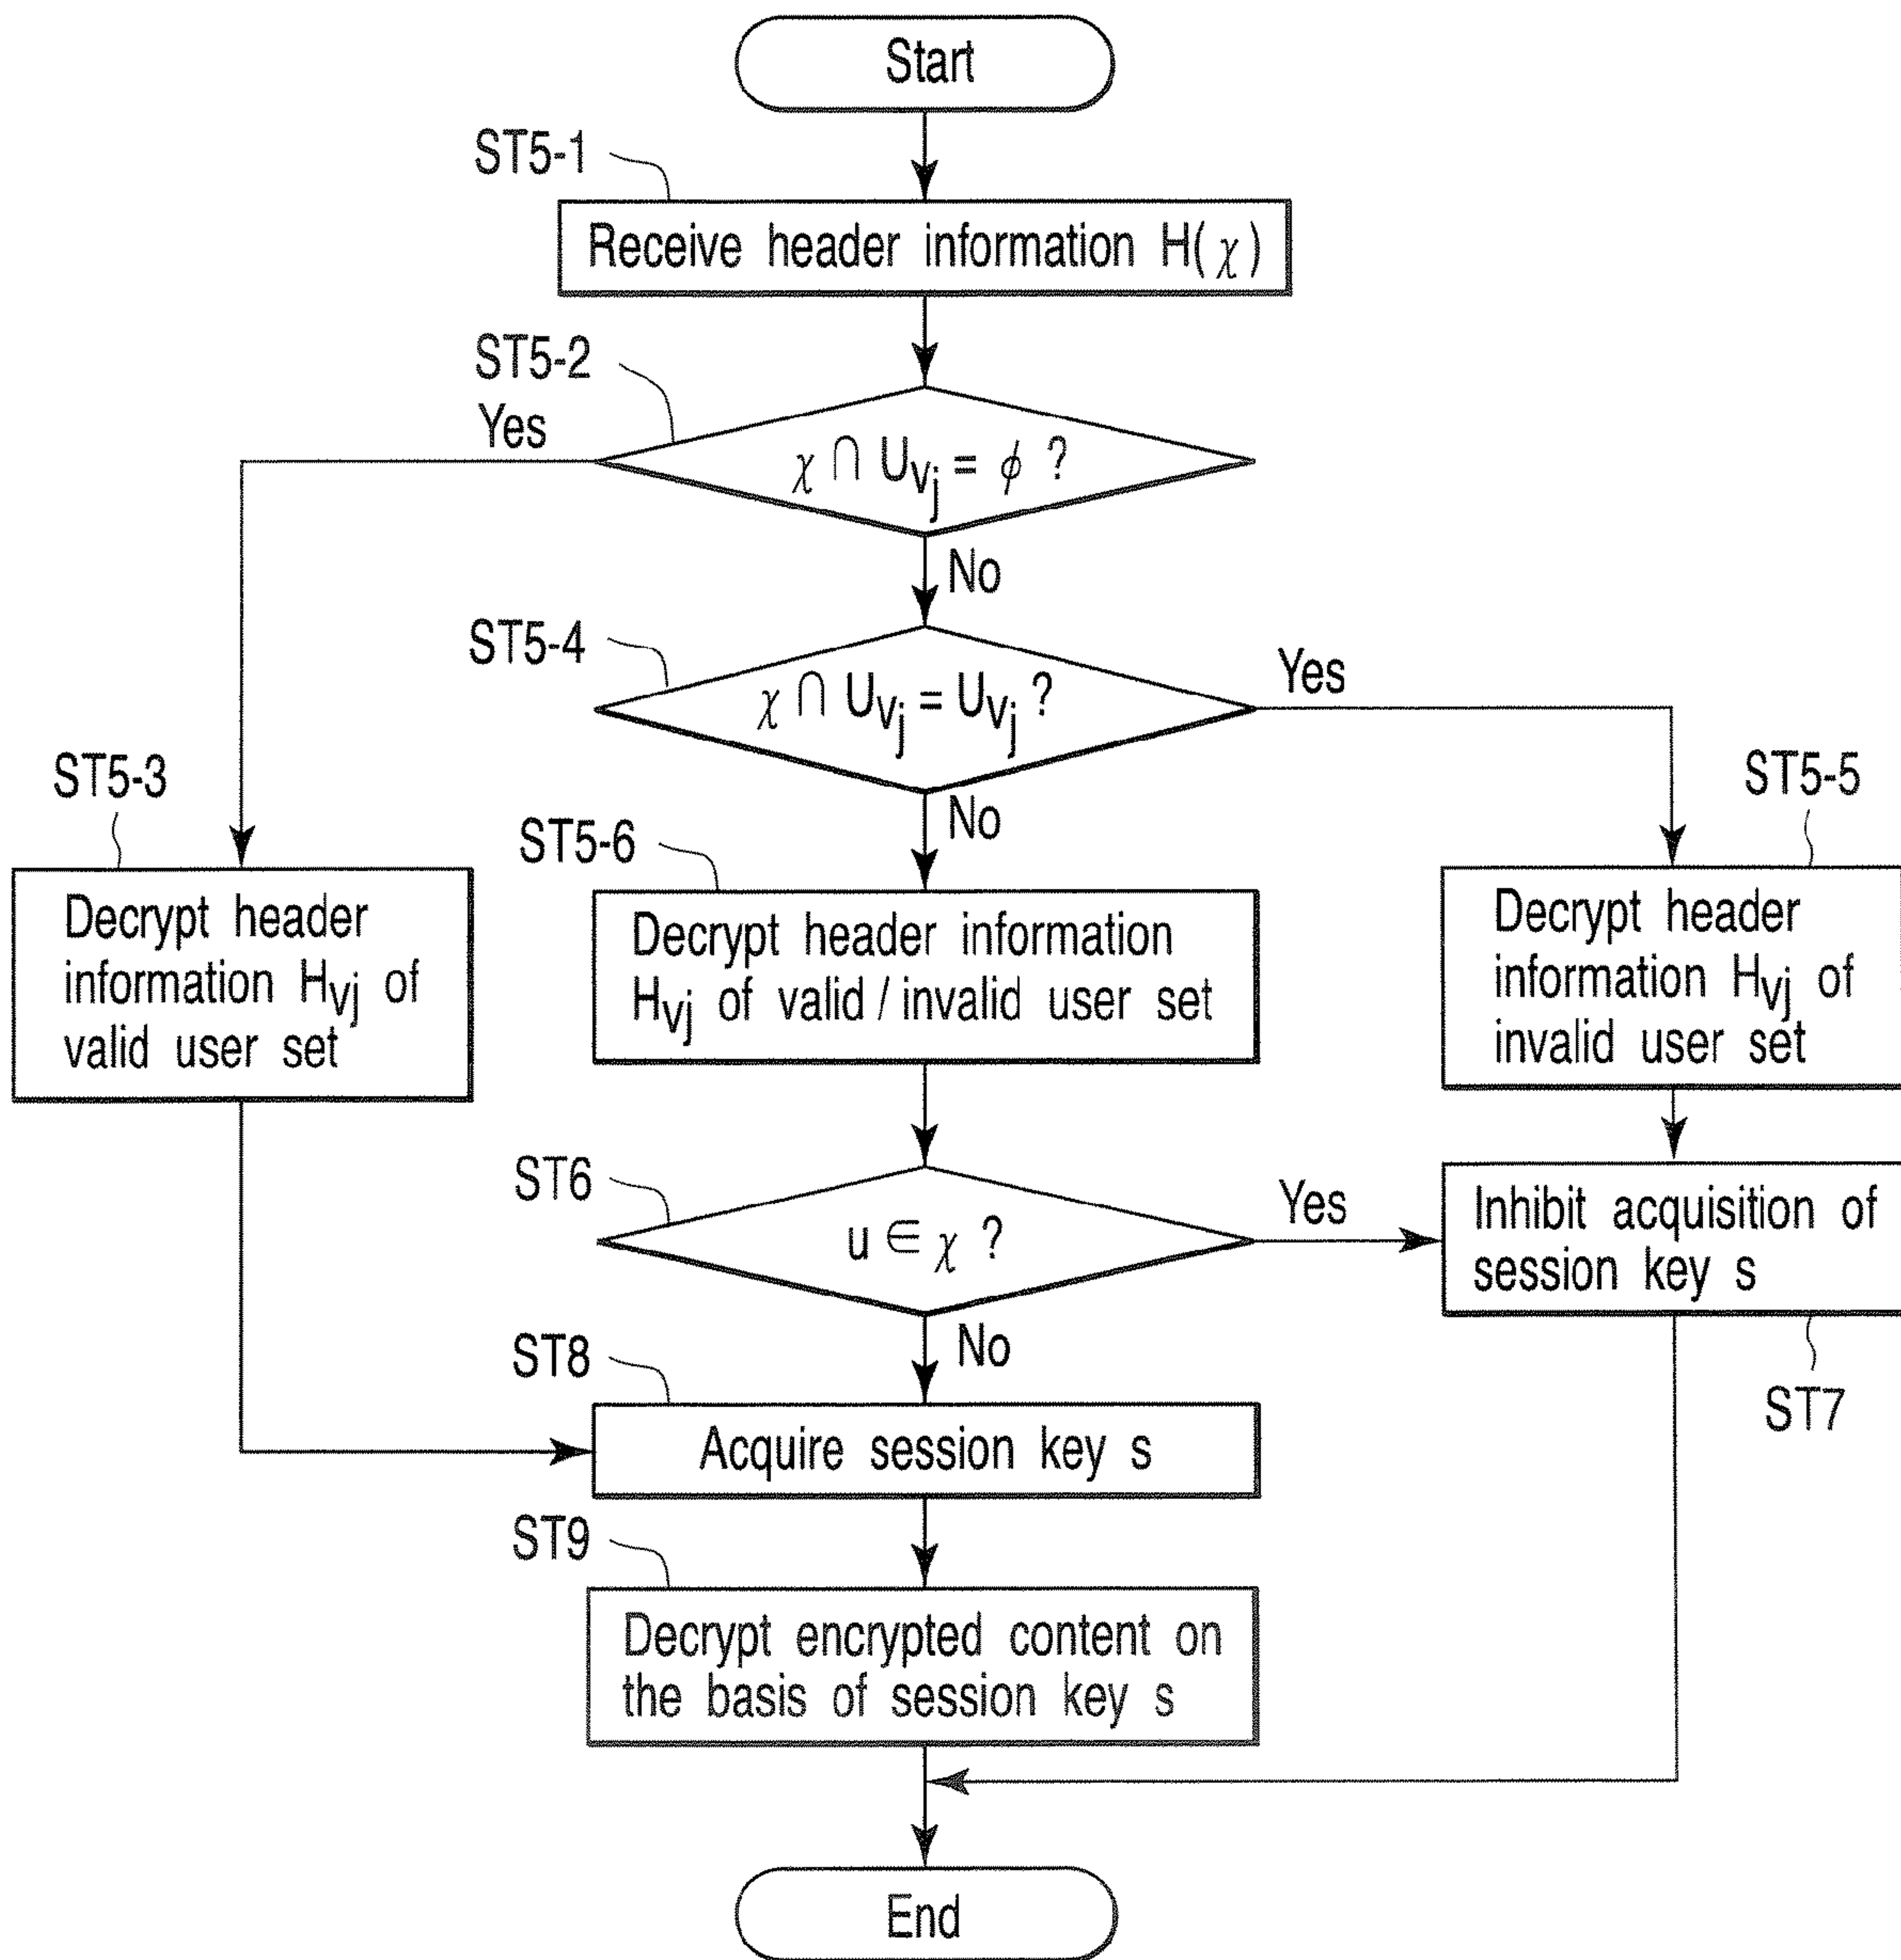 Start
ST5-1
Receive header information H(χ)
ST5-2
Yes
χ ∩ Uvj = ϕ ?
No
ST5-4
χ ∩ Uvj = Uvj ?
Yes
No
ST5-3
Decrypt header
information Hvj of
valid user set
ST5-6
Decrypt header information
Hvj of valid / invalid user set
ST5-5
Decrypt header
information Hvj of
invalid user set
ST6
u ∈ χ ?
Yes
Inhibit acquisition of
session key s
ST7
No
ST8
Acquire session key s
ST9
Decrypt encrypted content on
the basis of session key s
End